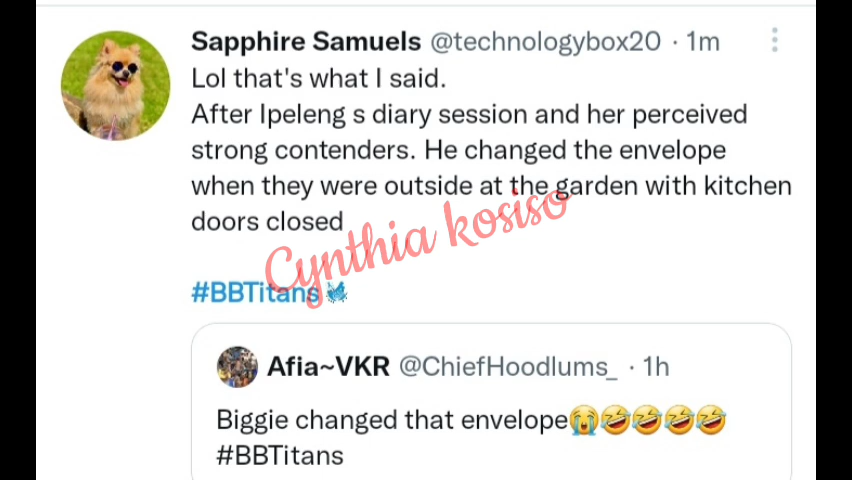 Sapphire Samuels @technologybox20 · 1m
Lol that's what I said.
After Ipeleng s diary session and her perceived
strong contenders. He changed the envelope
when they were outside at the garden with kitchen
doors closed
Cynthia kosiso
#BBTitans
Afia~VKR @ChiefHoodlums_ · 1h
Biggie changed that envelope😭🤣🤣🤣🤣
#BBTitans